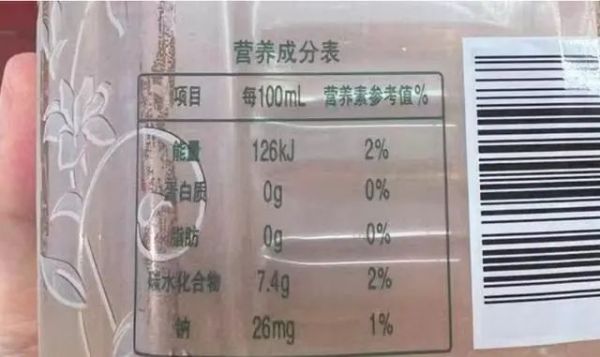 营养成分表
项目 每100mL 营养素参考值%
能量 126kJ 2%
蛋白质 0g 0%
脂肪 0g 0%
碳水化合物 7.4g 2%
钠 26mg 1%